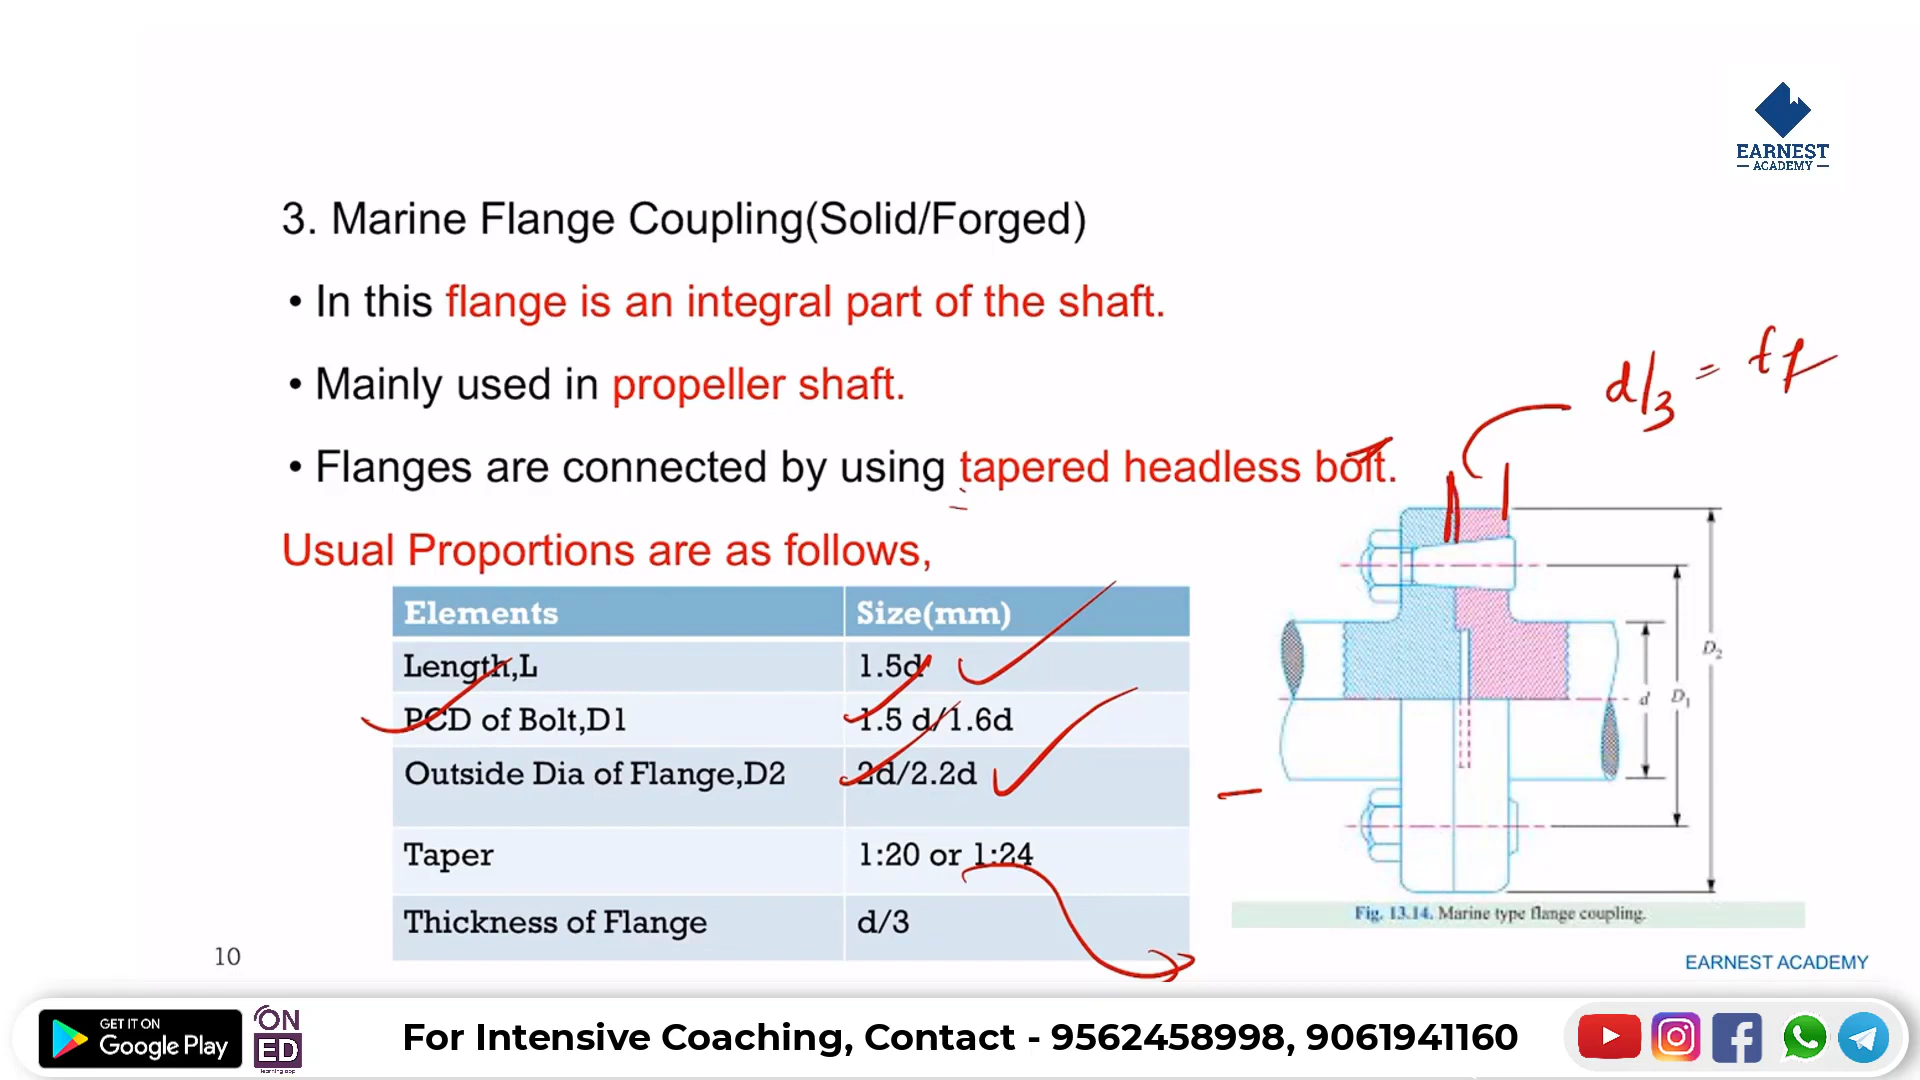 EARNEST
— ACADEMY —
3. Marine Flange Coupling(Solid/Forged)
• In this flange is an integral part of the shaft.
• Mainly used in propeller shaft.
• Flanges are connected by using tapered headless bolt.
d/3 = tf
Usual Proportions are as follows,
Elements Size(mm)
Length,L 1.5d
PCD of Bolt,D1 1.5 d/1.6d
Outside Dia of Flange,D2 2d/2.2d
Taper 1:20 or 1:24
Thickness of Flange d/3
d D1 D2
Fig. 13.14. Marine type flange coupling.
10
EARNEST ACADEMY
GET IT ON
Google Play
ON
ED
learning app
For Intensive Coaching, Contact - 9562458998, 9061941160